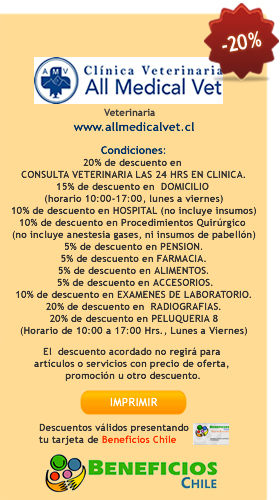 -20%
AMV
Clínica Veterinaria
All Medical Vet
Veterinaria
www.allmedicalvet.cl
Condiciones:
20% de descuento en
CONSULTA VETERINARIA LAS 24 HRS EN CLINICA.
15% de descuento en DOMICILIO
(horario 10:00-17:00, lunes a viernes)
10% de descuento en HOSPITAL (no incluye insumos)
10% de descuento en Procedimientos Quirúrgico
(no incluye anestesia gases, ni insumos de pabellón)
5% de descuento en PENSION.
5% de descuento en FARMACIA.
5% de descuento en ALIMENTOS.
5% de descuento en ACCESORIOS.
10% de descuento en EXAMENES DE LABORATORIO.
20% de descuento en RADIOGRAFIAS.
20% de descuento en PELUQUERIA 8
(Horario de 10:00 a 17:00 Hrs., Lunes a Viernes)
El descuento acordado no regirá para
artículos o servicios con precio de oferta,
promoción u otro descuento.
IMPRIMIR
Descuentos válidos presentando
tu tarjeta de Beneficios Chile
BENEFICIOS
CHILE